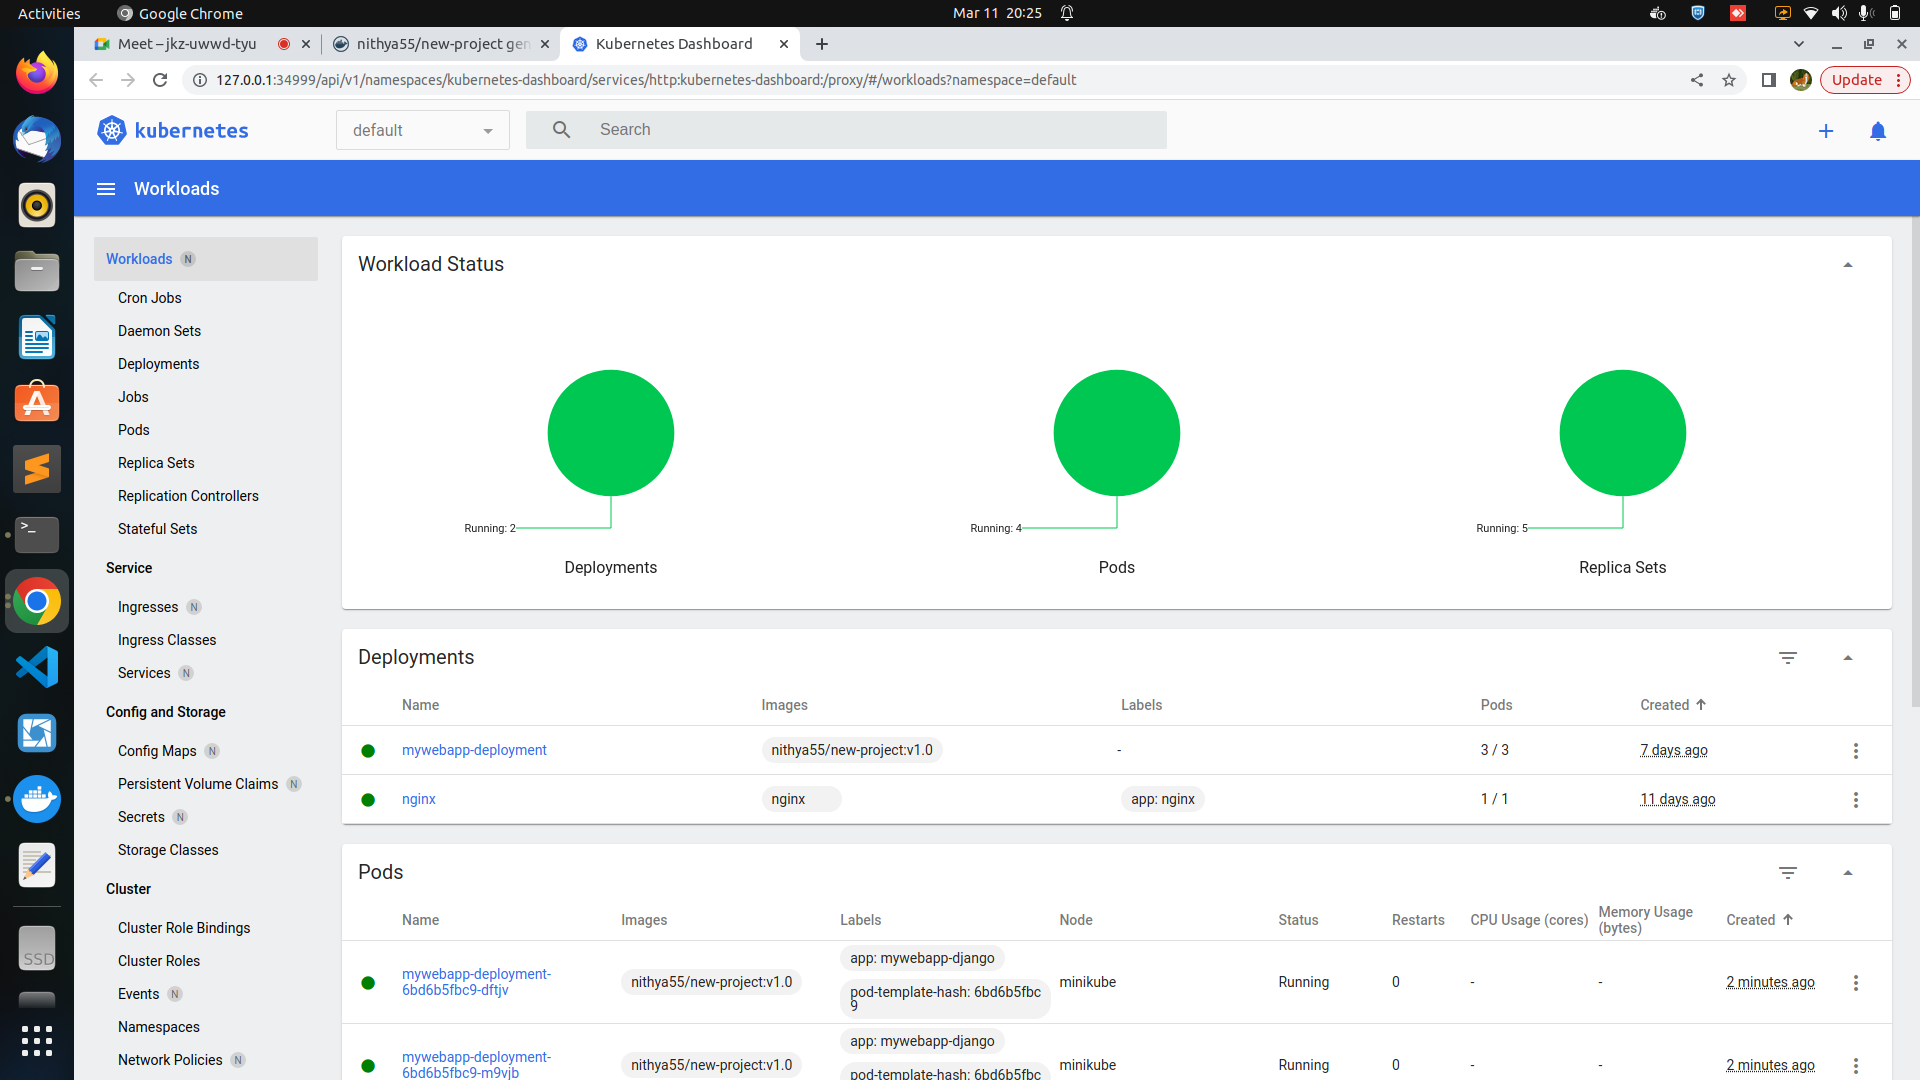 Activities
Google Chrome
Mar 11 20:25
Meet – jkz-uwwd-tyu
nithya55/new-project gen
Kubernetes Dashboard
127.0.0.1:34999/api/v1/namespaces/kubernetes-dashboard/services/http:kubernetes-dashboard:/proxy/#/workloads?namespace=default
Update
kubernetes
default
Search
Workloads
Workloads N
Cron Jobs
Daemon Sets
Deployments
Jobs
Pods
Replica Sets
Replication Controllers
Stateful Sets
Service
Ingresses N
Ingress Classes
Services N
Config and Storage
Config Maps N
Persistent Volume Claims N
Secrets N
Storage Classes
Cluster
Cluster Role Bindings
Cluster Roles
Events N
Namespaces
Network Policies N
SSD
Workload Status
Running: 2
Deployments
Running: 4
Pods
Running: 5
Replica Sets
Deployments
Name Images Labels Pods Created
mywebapp-deployment nithya55/new-project:v1.0 - 3 / 3 7 days ago
nginx nginx app: nginx 1 / 1 11 days ago
Pods
Name Images Labels Node Status Restarts CPU Usage (cores) Memory Usage (bytes) Created
mywebapp-deployment-
6bd6b5fbc9-dftjv
nithya55/new-project:v1.0
app: mywebapp-django
pod-template-hash: 6bd6b5fbc
9
minikube Running 0 - - 2 minutes ago
mywebapp-deployment-
6bd6b5fbc9-m9vjb
nithya55/new-project:v1.0
app: mywebapp-django
pod-template-hash: 6bd6b5fbc
minikube Running 0 - - 2 minutes ago